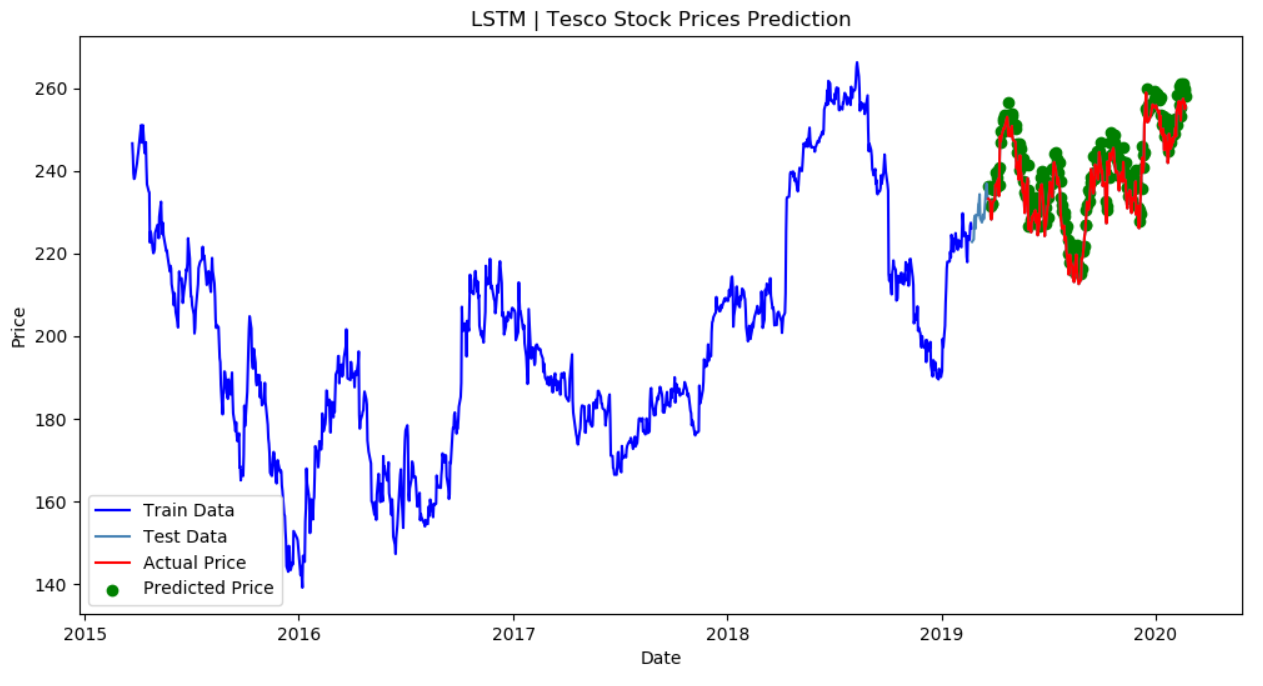 LSTM | Tesco Stock Prices Prediction
Price
260
240
220
200
180
160
140
Train Data
Test Data
Actual Price
Predicted Price
2015
2016
2017
2018
2019
2020
Date